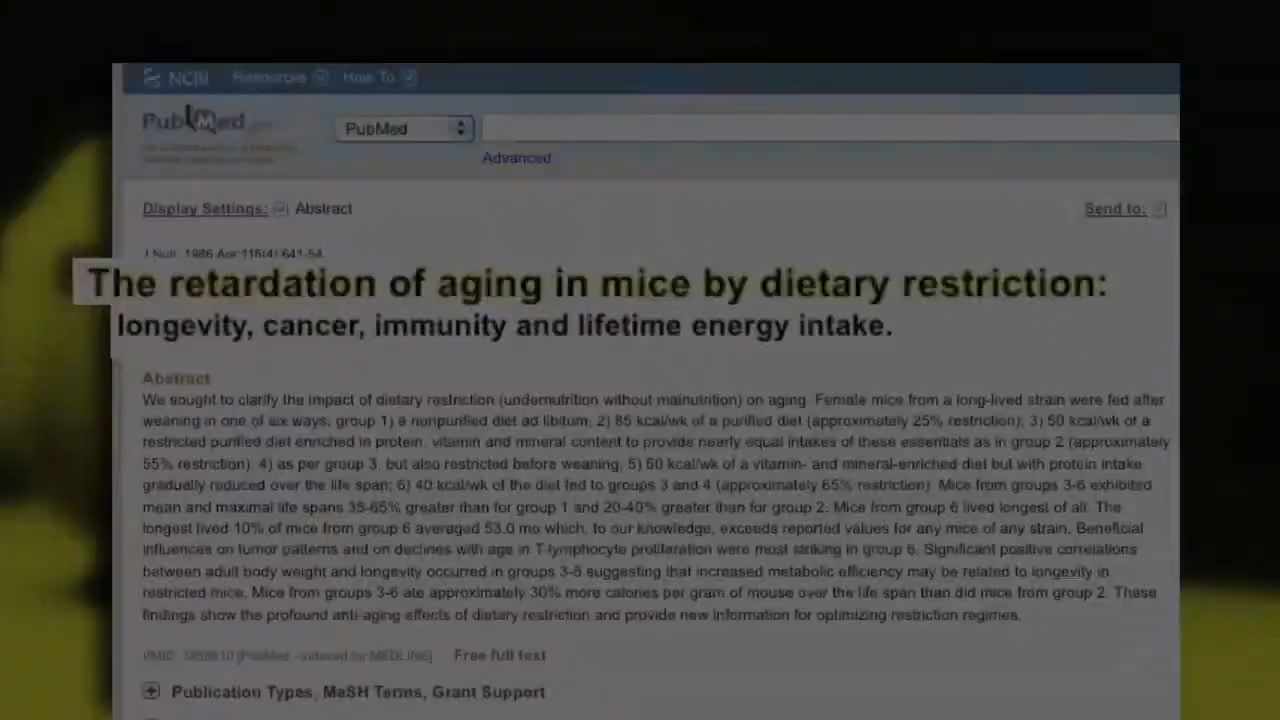 NCBI Resources How To
PubMed
PubMed
Advanced
Display Settings: Abstract
Send to:
J Nutr. 1986 Apr;116(4):641-54.
The retardation of aging in mice by dietary restriction:
longevity, cancer, immunity and lifetime energy intake.
Abstract
We sought to clarify the impact of dietary restriction (undernutrition without malnutrition) on aging. Female mice from a long-lived strain were fed after
weaning in one of six ways: group 1) a nonpurified diet ad libitum; 2) 85 kcal/wk of a purified diet (approximately 25% restriction); 3) 50 kcal/wk of a
restricted purified diet enriched in protein, vitamin and mineral content to provide nearly equal intakes of these essentials as in group 2 (approximately
55% restriction); 4) as per group 3, but also restricted before weaning; 5) 50 kcal/wk of a vitamin- and mineral-enriched diet but with protein intake
gradually reduced over the life span; 6) 40 kcal/wk of the diet fed to groups 3 and 4 (approximately 65% restriction). Mice from groups 3-6 exhibited
mean and maximal life spans 35-65% greater than for group 1 and 20-40% greater than for group 2. Mice from group 6 lived longest of all. The
longest lived 10% of mice from group 6 averaged 53.0 mo which, to our knowledge, exceeds reported values for any mice of any strain. Beneficial
influences on tumor patterns and on declines with age in T-lymphocyte proliferation were most striking in group 6. Significant positive correlations
between adult body weight and longevity occurred in groups 3-5 suggesting that increased metabolic efficiency may be related to longevity in
restricted mice. Mice from groups 3-6 ate approximately 30% more calories per gram of mouse over the life span than did mice from group 2. These
findings show the profound anti-aging effects of dietary restriction and provide new information for optimizing restriction regimes.
[PubMed - indexed for MEDLINE] Free full text
Publication Types, MeSH Terms, Grant Support